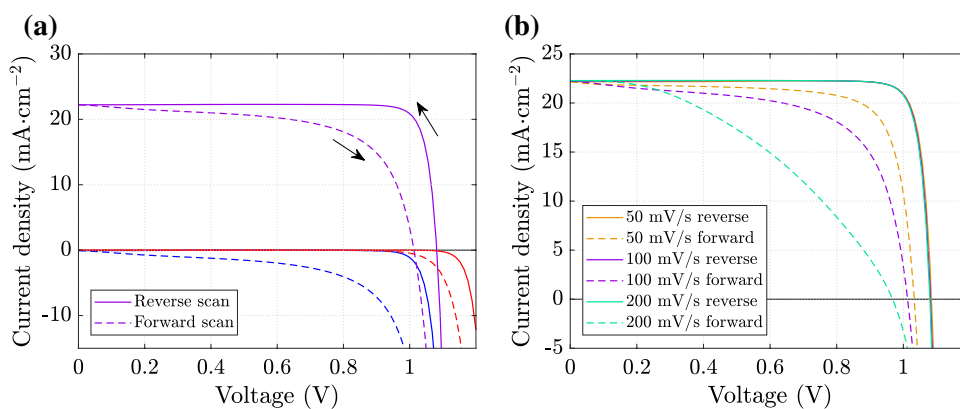 (a)
30
20
10
0
-10
0
0.2
0.4
0.6
0.8
1
Current density (mA·cm−2)
Voltage (V)
Reverse scan
Forward scan
(b)
25
20
15
10
5
0
-5
0
0.2
0.4
0.6
0.8
1
Current density (mA·cm−2)
Voltage (V)
50 mV/s reverse
50 mV/s forward
100 mV/s reverse
100 mV/s forward
200 mV/s reverse
200 mV/s forward